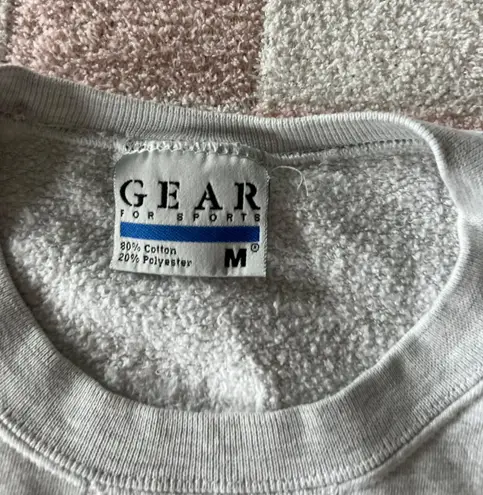 GEAR
FOR SPORTS
®
80% Cotton
20% Polyester
M